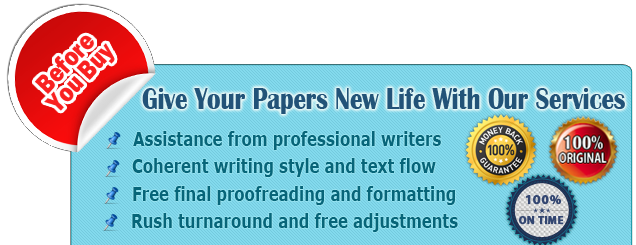 Before
You Buy
Give Your Papers New Life With Our Services
Assistance from professional writers
Coherent writing style and text flow
Free final proofreading and formatting
Rush turnaround and free adjustments
MONEY BACK
100%
GUARANTEE
100%
ORIGINAL
100%
ON TIME